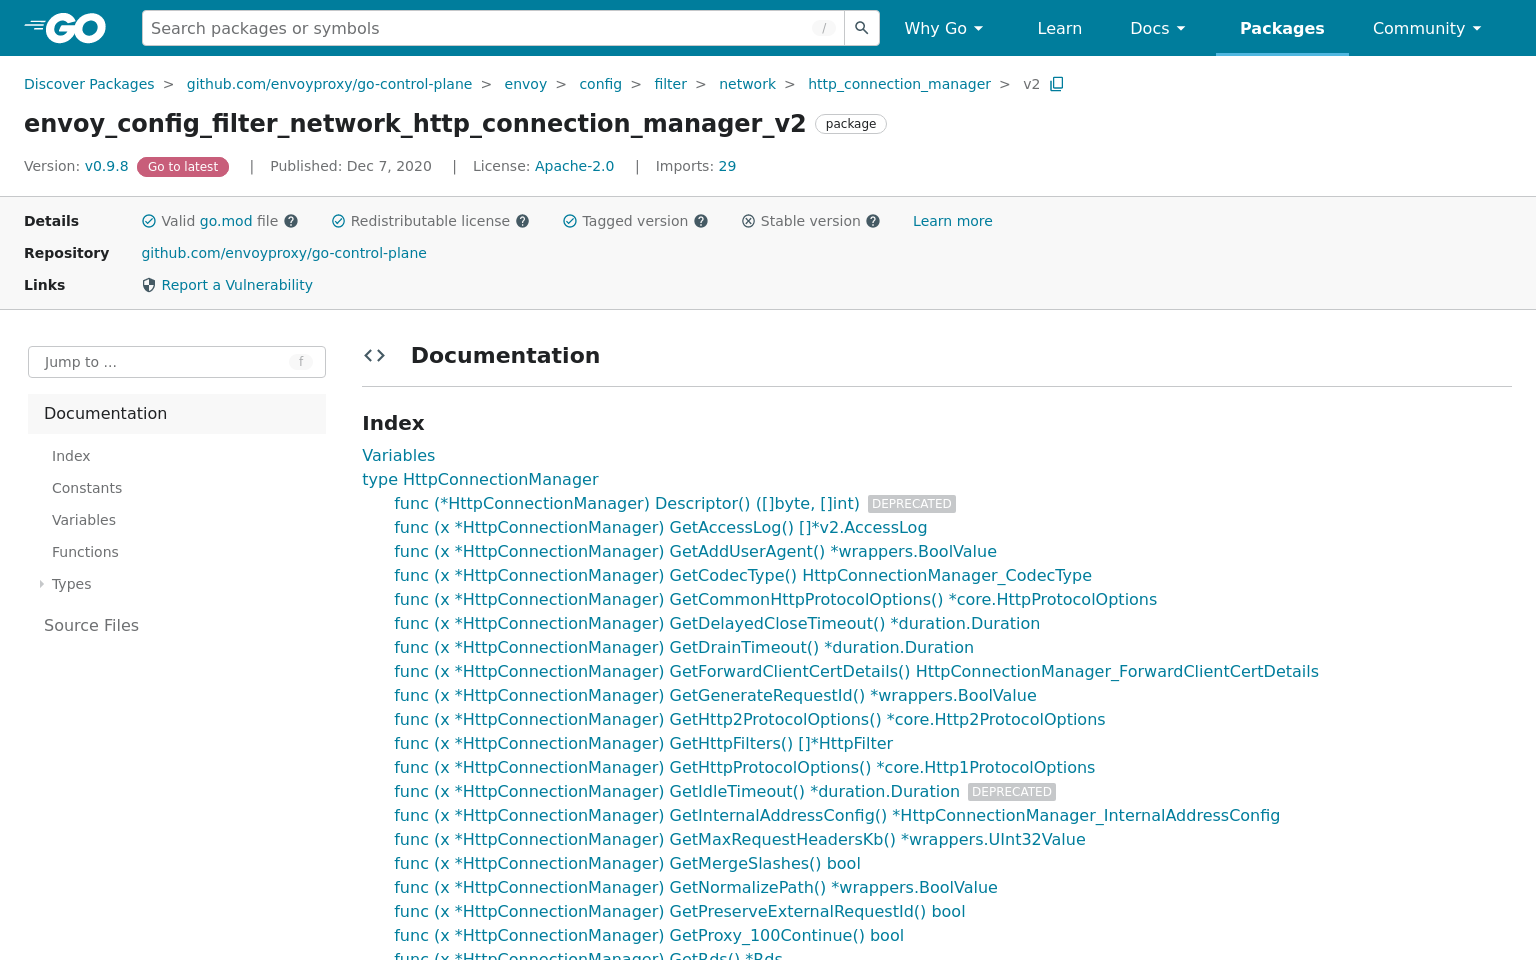 GO Search packages or symbols / Why Go Learn Docs Packages Community
Discover Packages > github.com/envoyproxy/go-control-plane > envoy > config > filter > network > http_connection_manager > v2
envoy_config_filter_network_http_connection_manager_v2 package
Version: v0.9.8 Go to latest | Published: Dec 7, 2020 | License: Apache-2.0 | Imports: 29
Details Valid go.mod file Redistributable license Tagged version Stable version Learn more
Repository github.com/envoyproxy/go-control-plane
Links Report a Vulnerability
Jump to ... f
Documentation
Index
Constants
Variables
Functions
Types
Source Files
Documentation
Index
Variables
type HttpConnectionManager
func (*HttpConnectionManager) Descriptor() ([]byte, []int) DEPRECATED
func (x *HttpConnectionManager) GetAccessLog() []*v2.AccessLog
func (x *HttpConnectionManager) GetAddUserAgent() *wrappers.BoolValue
func (x *HttpConnectionManager) GetCodecType() HttpConnectionManager_CodecType
func (x *HttpConnectionManager) GetCommonHttpProtocolOptions() *core.HttpProtocolOptions
func (x *HttpConnectionManager) GetDelayedCloseTimeout() *duration.Duration
func (x *HttpConnectionManager) GetDrainTimeout() *duration.Duration
func (x *HttpConnectionManager) GetForwardClientCertDetails() HttpConnectionManager_ForwardClientCertDetails
func (x *HttpConnectionManager) GetGenerateRequestId() *wrappers.BoolValue
func (x *HttpConnectionManager) GetHttp2ProtocolOptions() *core.Http2ProtocolOptions
func (x *HttpConnectionManager) GetHttpFilters() []*HttpFilter
func (x *HttpConnectionManager) GetHttpProtocolOptions() *core.Http1ProtocolOptions
func (x *HttpConnectionManager) GetIdleTimeout() *duration.Duration DEPRECATED
func (x *HttpConnectionManager) GetInternalAddressConfig() *HttpConnectionManager_InternalAddressConfig
func (x *HttpConnectionManager) GetMaxRequestHeadersKb() *wrappers.UInt32Value
func (x *HttpConnectionManager) GetMergeSlashes() bool
func (x *HttpConnectionManager) GetNormalizePath() *wrappers.BoolValue
func (x *HttpConnectionManager) GetPreserveExternalRequestId() bool
func (x *HttpConnectionManager) GetProxy_100Continue() bool
func (x *HttpConnectionManager) GetRds() *Rds